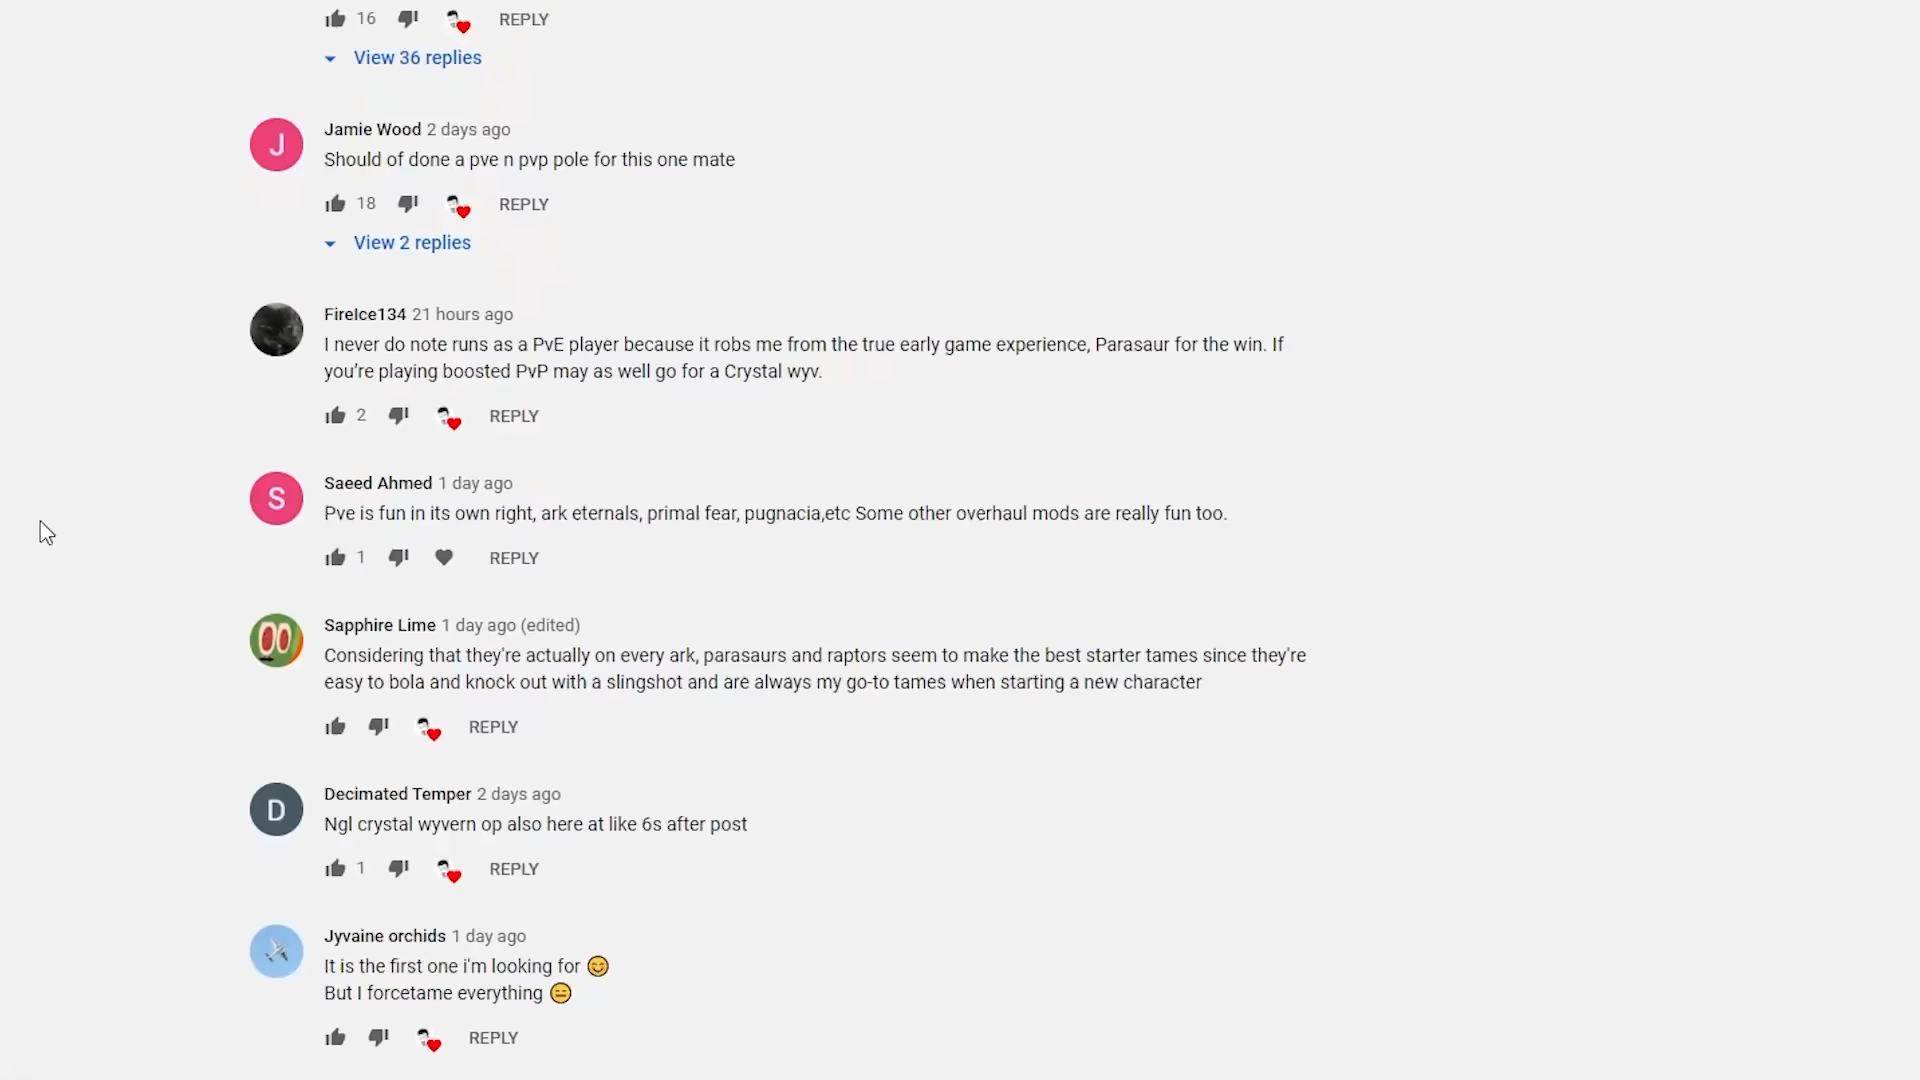 16 REPLY
View 36 replies
J
Jamie Wood 2 days ago
Should of done a pve n pvp pole for this one mate
18 REPLY
View 2 replies
FireIce134 21 hours ago
I never do note runs as a PvE player because it robs me from the true early game experience, Parasaur for the win. If
you’re playing boosted PvP may as well go for a Crystal wyv.
2 REPLY
S
Saeed Ahmed 1 day ago
Pve is fun in its own right, ark eternals, primal fear, pugnacia,etc Some other overhaul mods are really fun too.
1 REPLY
Sapphire Lime 1 day ago (edited)
Considering that they're actually on every ark, parasaurs and raptors seem to make the best starter tames since they're
easy to bola and knock out with a slingshot and are always my go-to tames when starting a new character
REPLY
D
Decimated Temper 2 days ago
Ngl crystal wyvern op also here at like 6s after post
1 REPLY
Jyvaine orchids 1 day ago
It is the first one i'm looking for 😊
But I forcetame everything 😑
REPLY